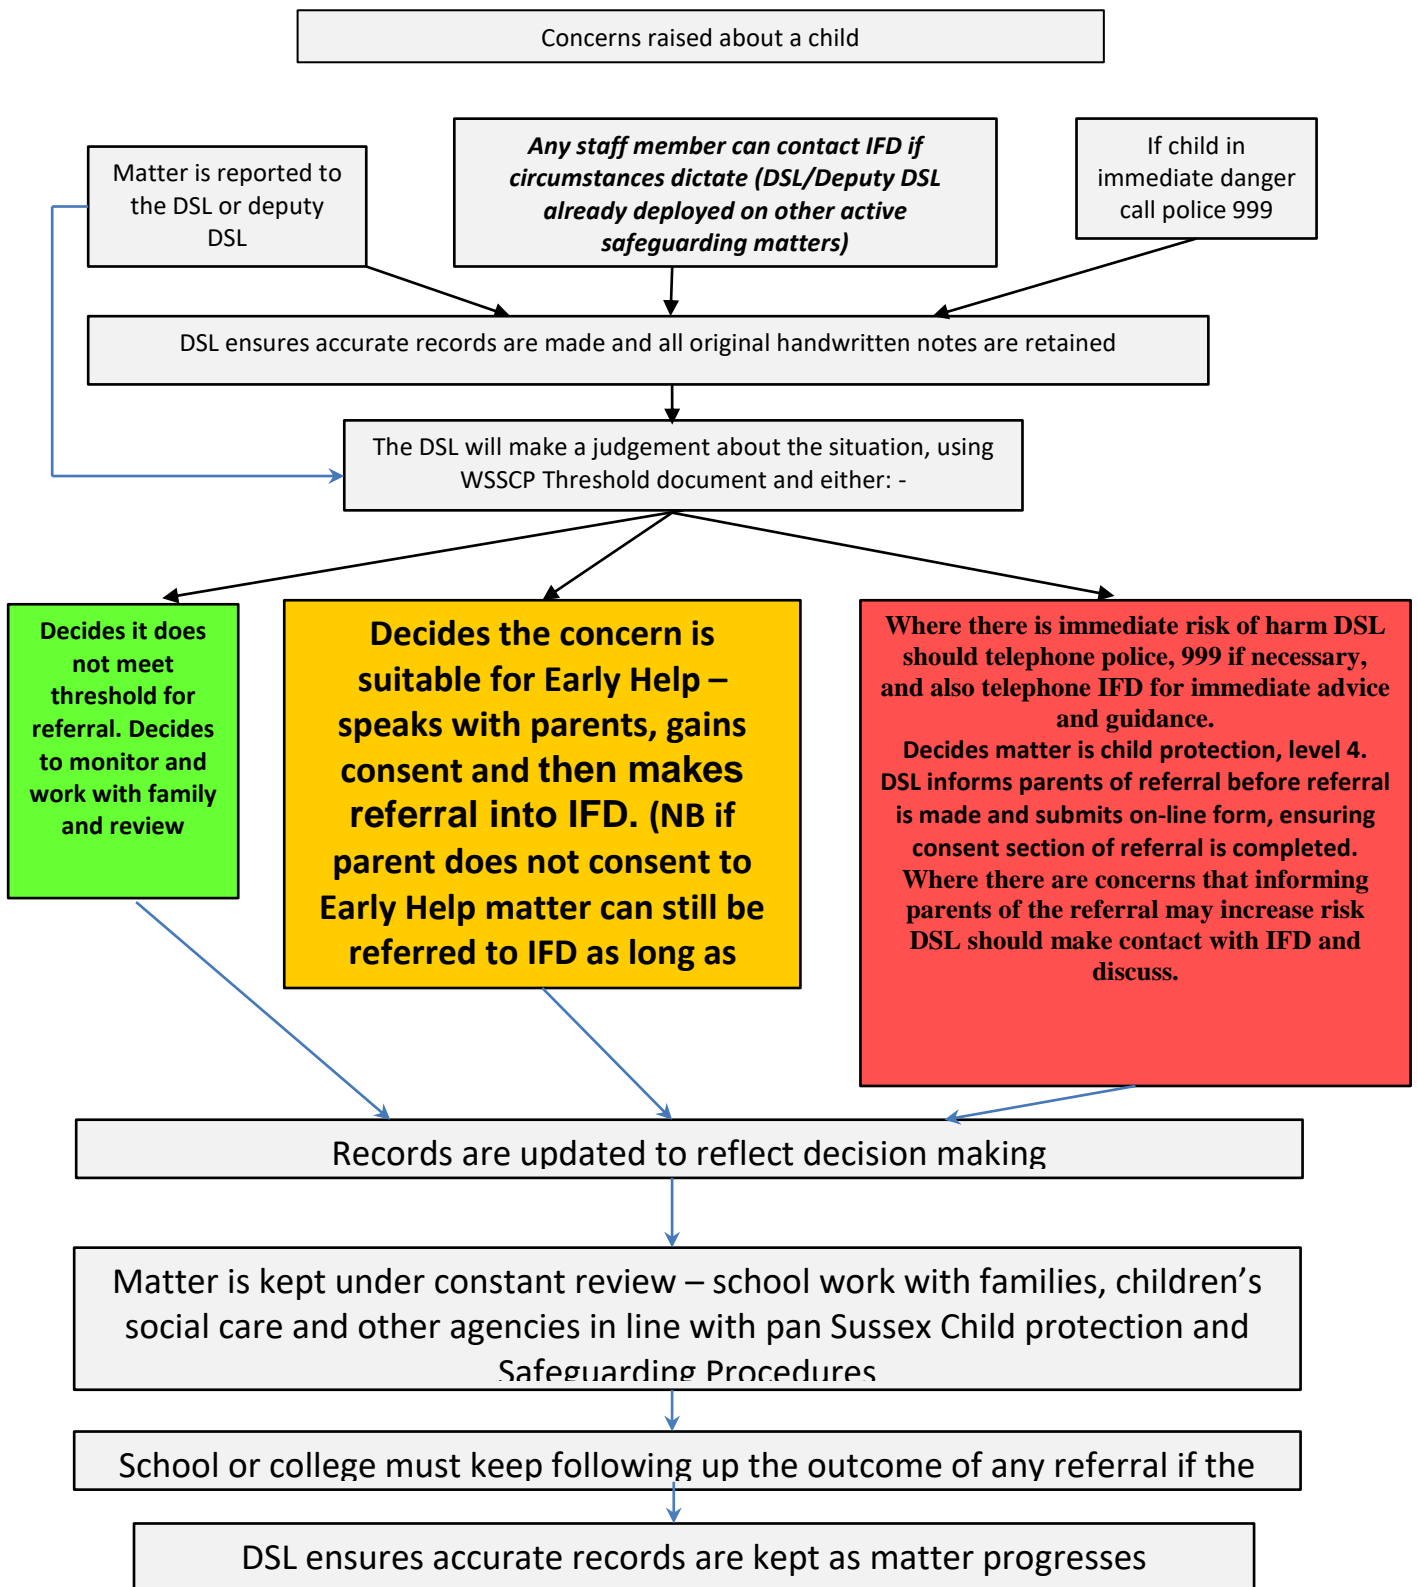 Concerns raised about a child
Matter is reported to
the DSL or deputy
DSL
Any staff member can contact IFD if
circumstances dictate (DSL/Deputy DSL
already deployed on other active
safeguarding matters)
If child in
immediate danger
call police 999
DSL ensures accurate records are made and all original handwritten notes are retained
The DSL will make a judgement about the situation, using
WSSCP Threshold document and either: -
Decides it does
not meet
threshold for
referral. Decides
to monitor and
work with family
and review
Decides the concern is
suitable for Early Help –
speaks with parents, gains
consent and then makes
referral into IFD. (NB if
parent does not consent to
Early Help matter can still be
referred to IFD as long as
Where there is immediate risk of harm DSL
should telephone police, 999 if necessary,
and also telephone IFD for immediate advice
and guidance.
Decides matter is child protection, level 4.
DSL informs parents of referral before referral
is made and submits on-line form, ensuring
consent section of referral is completed.
Where there are concerns that informing
parents of the referral may increase risk
DSL should make contact with IFD and
discuss.
Records are updated to reflect decision making
Matter is kept under constant review – school work with families, children’s
social care and other agencies in line with pan Sussex Child protection and
Safeguarding Procedures
School or college must keep following up the outcome of any referral if the
DSL ensures accurate records are kept as matter progresses